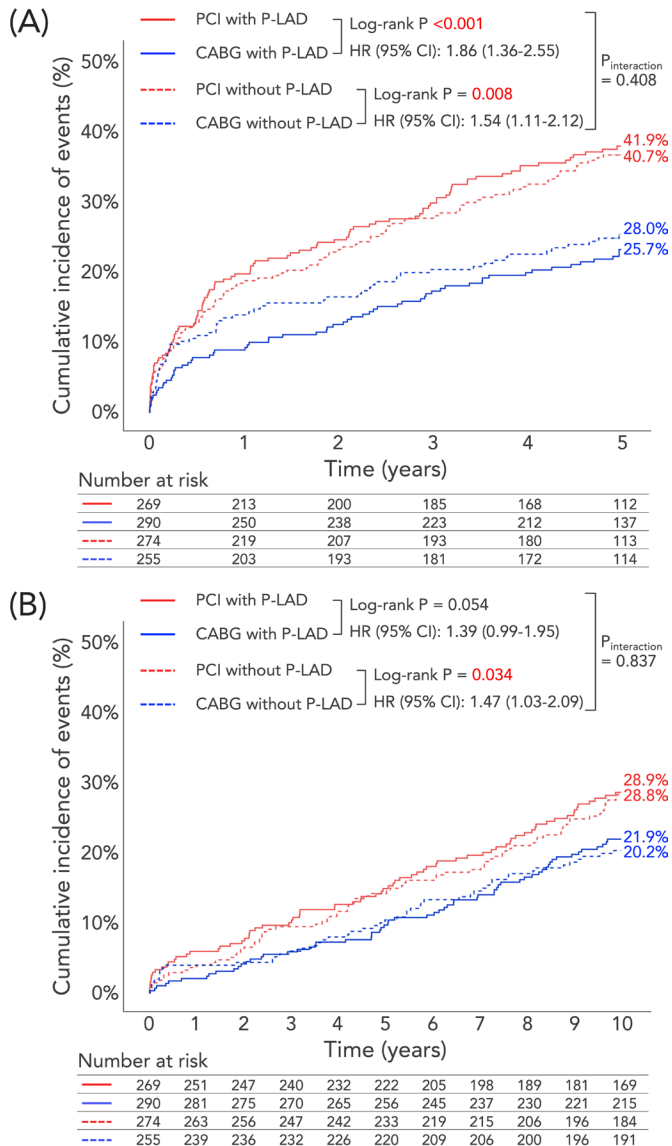 (A)
PCI with P-LAD
CABG with P-LAD
Log-rank P <0.001
HR (95% CI): 1.86 (1.36-2.55)
PCI without P-LAD
CABG without P-LAD
Log-rank P = 0.008
HR (95% CI): 1.54 (1.11-2.12)
Pinteraction
= 0.408
Cumulative incidence of events (%)
50%
40%
30%
20%
10%
0%
41.9%
40.7%
28.0%
25.7%
0 1 2 3 4 5
Time (years)
Number at risk
269 213 200 185 168 112
290 250 238 223 212 137
274 219 207 193 180 113
255 203 193 181 172 114
(B)
PCI with P-LAD
CABG with P-LAD
Log-rank P = 0.054
HR (95% CI): 1.39 (0.99-1.95)
PCI without P-LAD
CABG without P-LAD
Log-rank P = 0.034
HR (95% CI): 1.47 (1.03-2.09)
Pinteraction
= 0.837
Cumulative incidence of events (%)
50%
40%
30%
20%
10%
0%
28.9%
28.8%
21.9%
20.2%
0 1 2 3 4 5 6 7 8 9 10
Time (years)
Number at risk
269 251 247 240 232 222 205 198 189 181 169
290 281 275 270 265 256 245 237 230 221 215
274 263 256 247 242 233 219 215 206 196 184
255 239 236 232 226 220 209 206 200 196 191